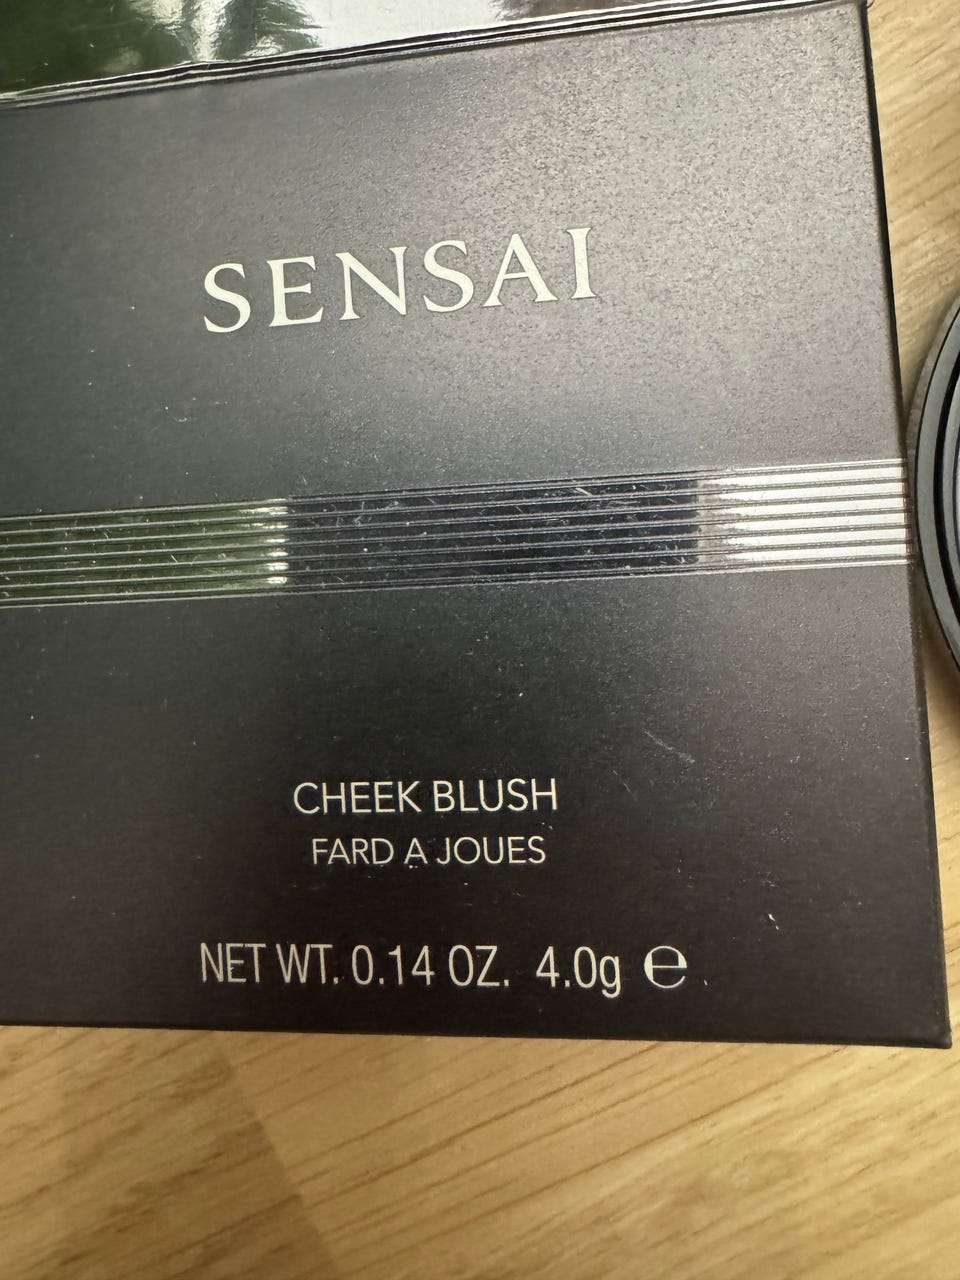 SENSAI
CHEEK BLUSH
FARD A JOUES
NET WT. 0.14 OZ. 4.0g ℮